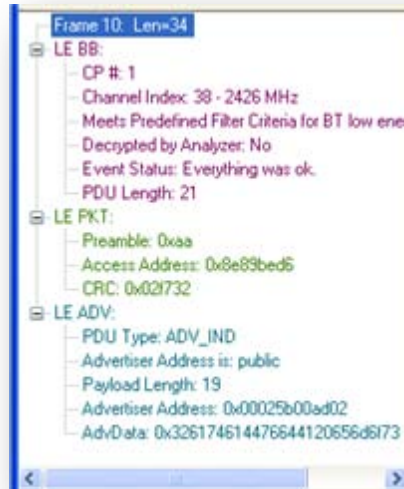 Frame 10: Len=34
LE BB:
CP #: 1
Channel Index: 38 - 2426 MHz
Meets Predefined Filter Criteria for BT low ene
Decrypted by Analyzer: No
Event Status: Everything was ok.
PDU Length: 21
LE PKT:
Preamble: 0xaa
Access Address: 0x8e89bed6
CRC: 0x02f732
LE ADV:
PDU Type: ADV_IND
Advertiser Address is: public
Payload Length: 19
Advertiser Address: 0x00025b00ad02
AdvData: 0x326174614476644120656d6f73